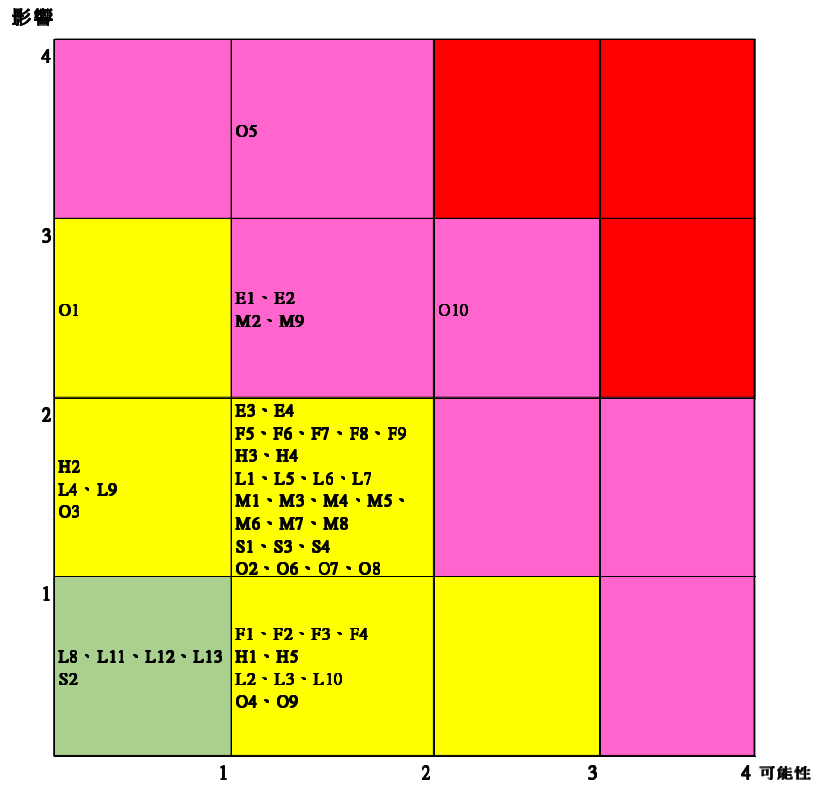 影響
4
O5
3
O1
E1、E2
M2、M9
O10
2
H2
L4、L9
O3
E3、E4
F5、F6、F7、F8、F9
H3、H4
L1、L5、L6、L7
M1、M3、M4、M5、
M6、M7、M8
S1、S3、S4
O2、O6、O7、O8
1
L8、L11、L12、L13
S2
F1、F2、F3、F4
H1、H5
L2、L3、L10
O4、O9
1 2 3 4 可能性